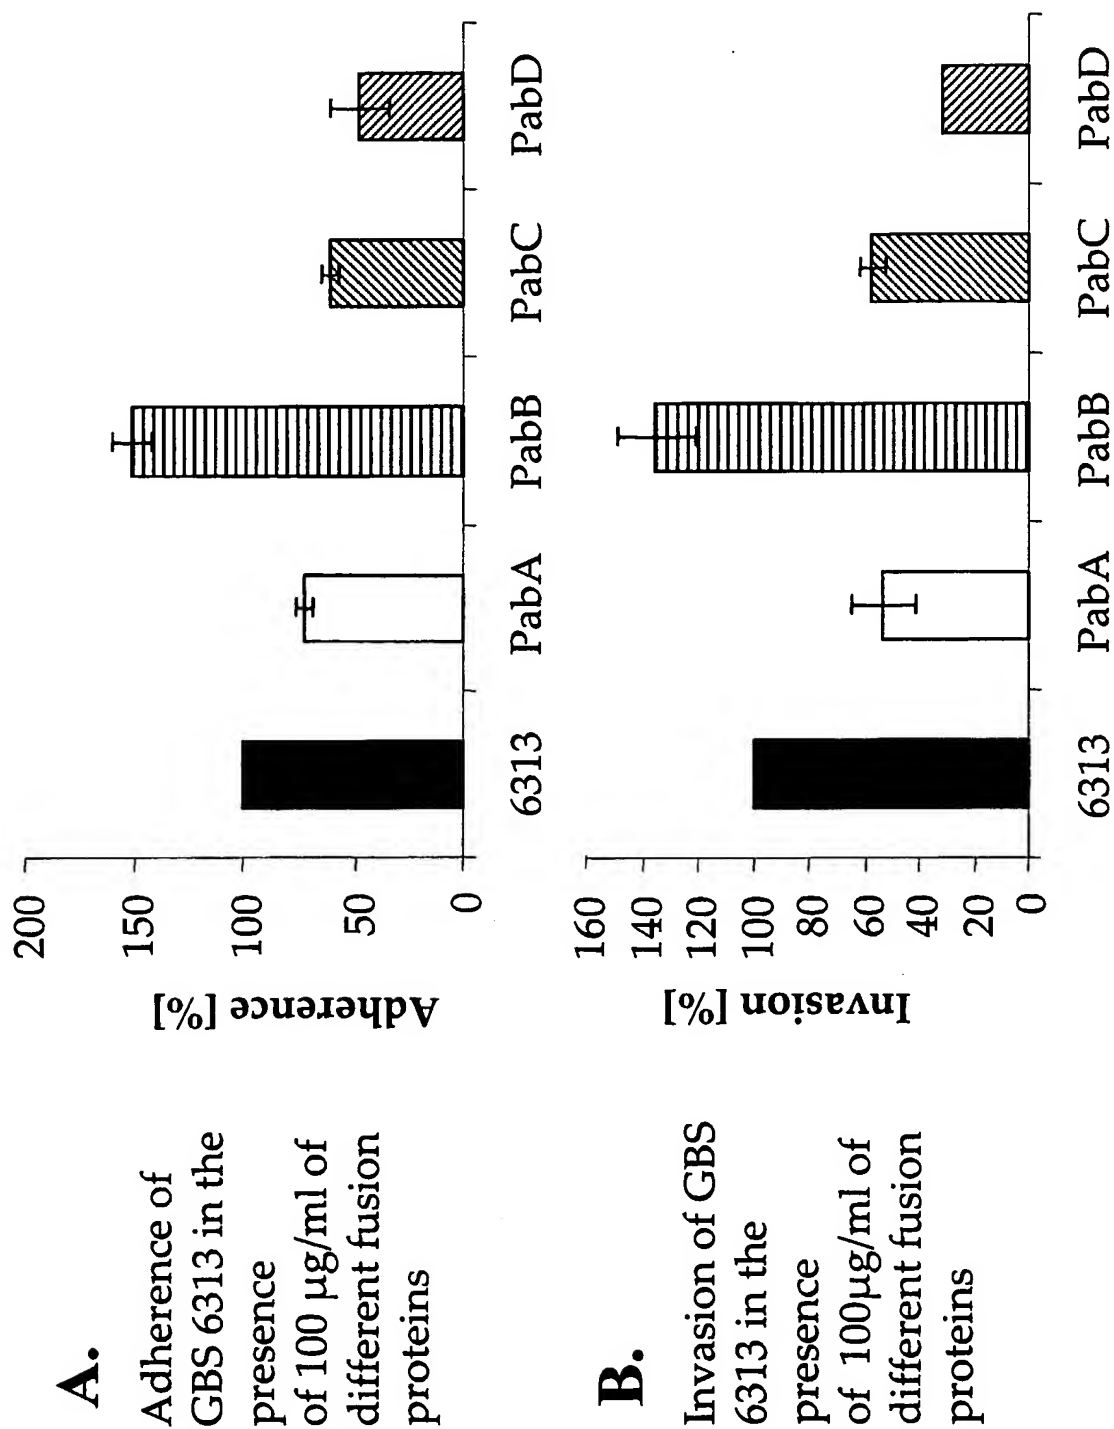 A.
Adherence of
GBS 6313 in the
presence
of 100 µg/ml of
different fusion
proteins
Adherence [%]
200
150
100
50
0
6313
PabA
PabB
PabC
PabD
B.
Invasion of GBS
6313 in the
presence
of 100µg/ml of
different fusion
proteins
Invasion [%]
160
140
120
100
80
60
40
20
0
6313
PabA
PabB
PabC
PabD